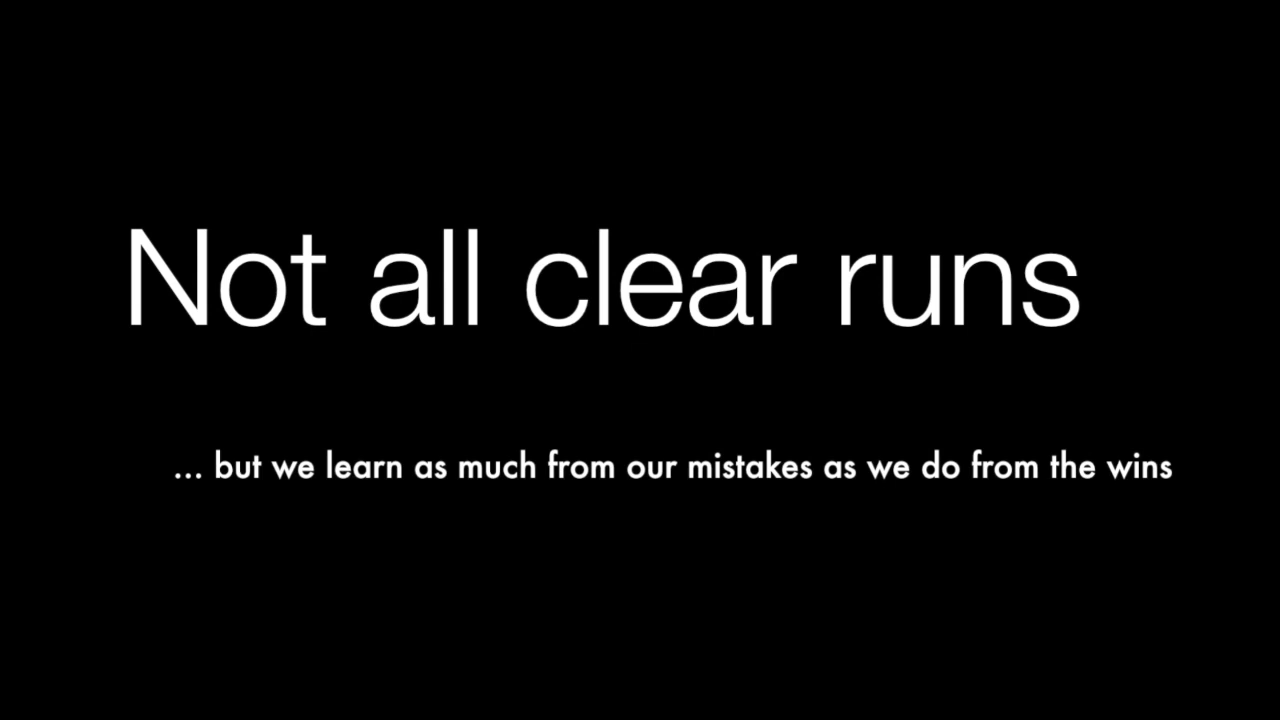 Not all clear runs
... but we learn as much from our mistakes as we do from the wins